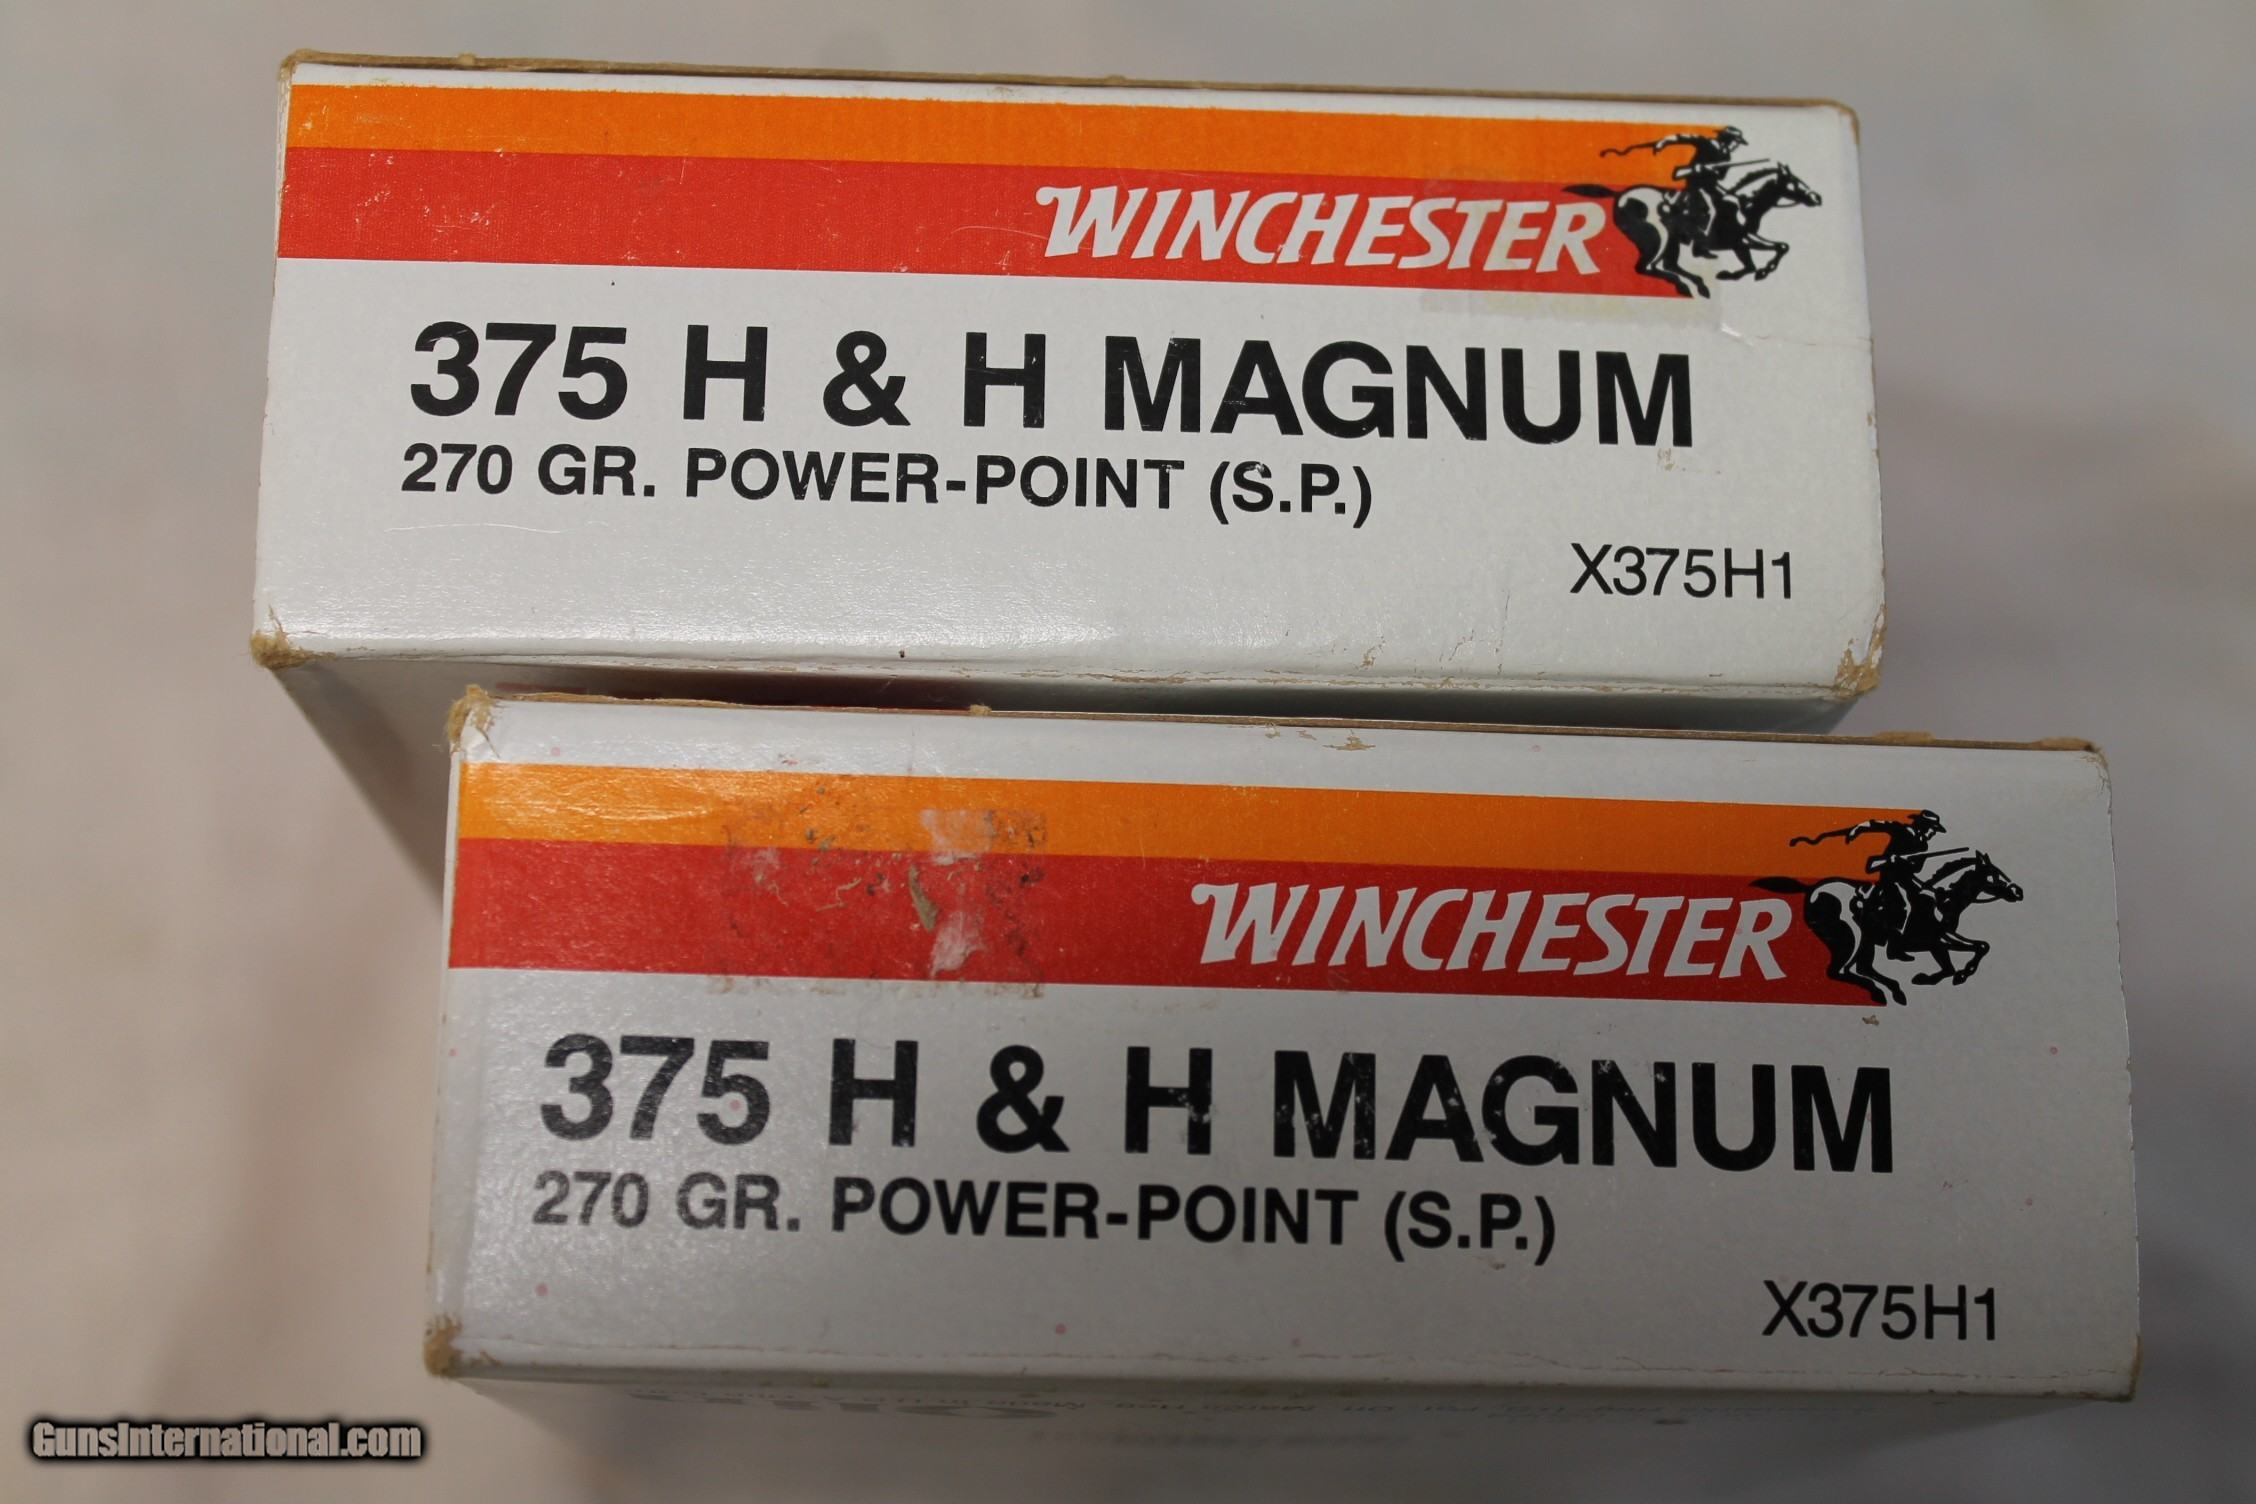 WINCHESTER
375 H & H MAGNUM
270 GR. POWER-POINT (S.P.)
X375H1
WINCHESTER
375 H & H MAGNUM
270 GR. POWER-POINT (S.P.)
X375H1
GunsInternational.com